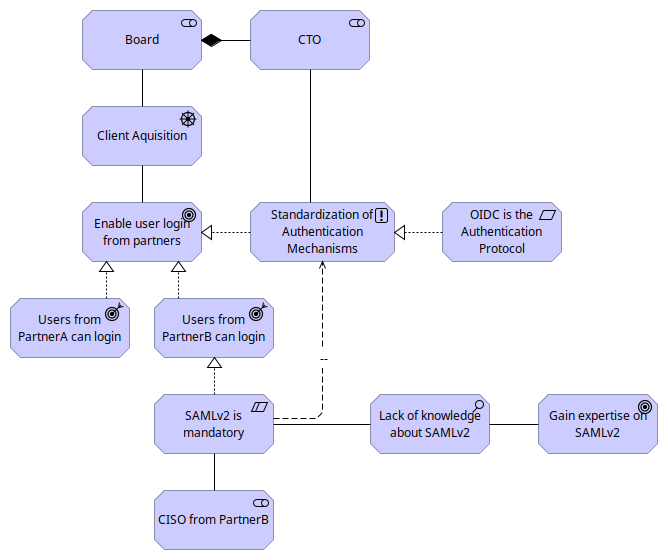 Board
CTO
Client Aquisition
Enable user login
from partners
Standardization of
Authentication
Mechanisms
OIDC is the
Authentication
Protocol
Users from
PartnerA can login
Users from
PartnerB can login
--
SAMLv2 is
mandatory
Lack of knowledge
about SAMLv2
Gain expertise on
SAMLv2
CISO from PartnerB